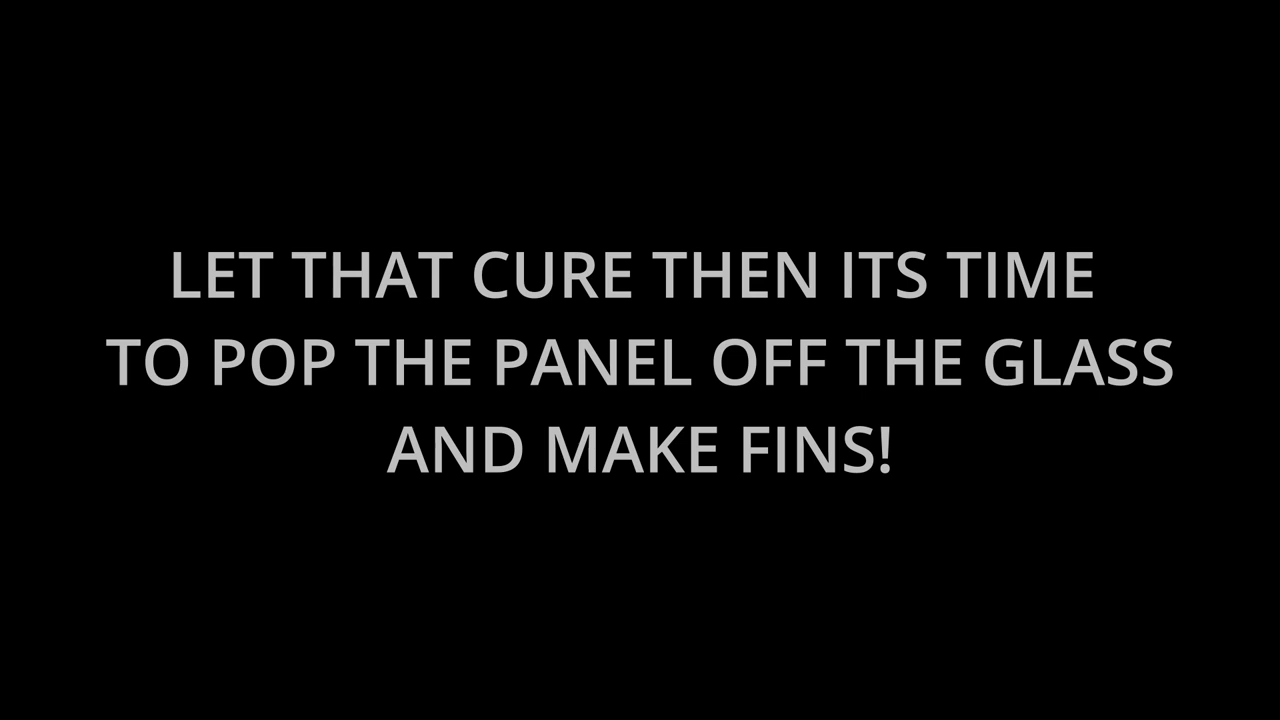 LET THAT CURE THEN ITS TIME
TO POP THE PANEL OFF THE GLASS
AND MAKE FINS!